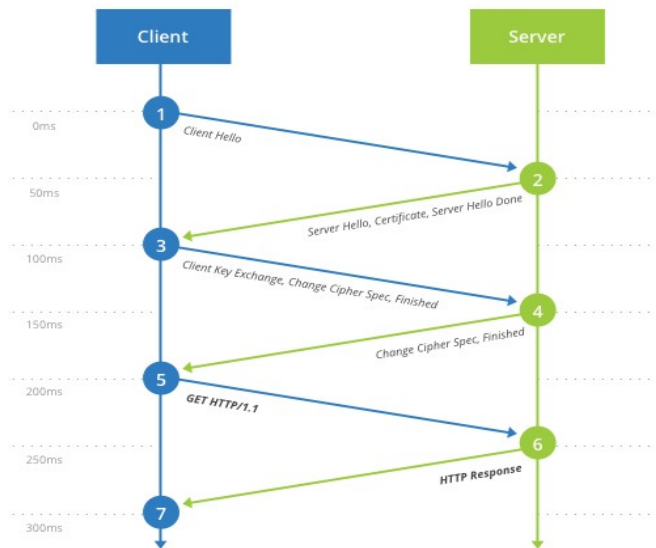 Client
Server
1
0ms
Client Hello
2
50ms
Server Hello, Certificate, Server Hello Done
3
100ms
Client Key Exchange, Change Cipher Spec, Finished
4
150ms
Change Cipher Spec, Finished
5
200ms
GET HTTP/1.1
6
250ms
HTTP Response
7
300ms